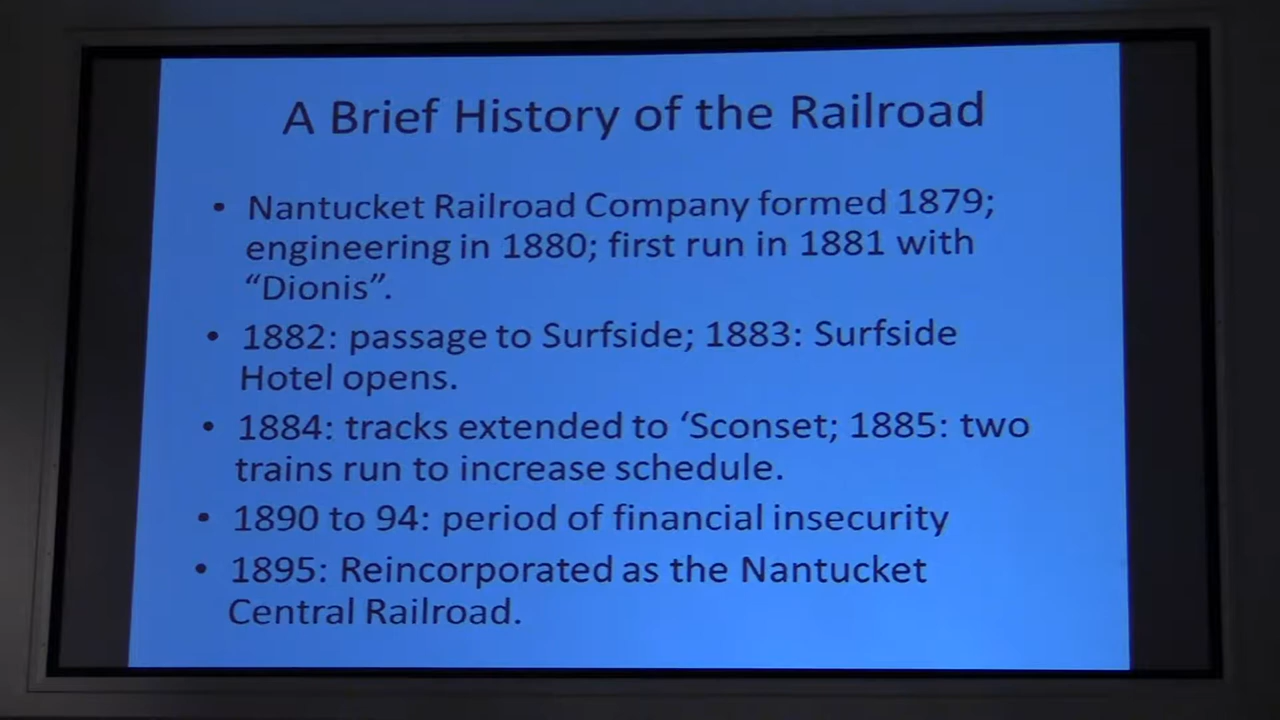 A Brief History of the Railroad
• Nantucket Railroad Company formed 1879;
engineering in 1880; first run in 1881 with
“Dionis”.
• 1882: passage to Surfside; 1883: Surfside
Hotel opens.
• 1884: tracks extended to ‘Sconset; 1885: two
trains run to increase schedule.
• 1890 to 94: period of financial insecurity
• 1895: Reincorporated as the Nantucket
Central Railroad.